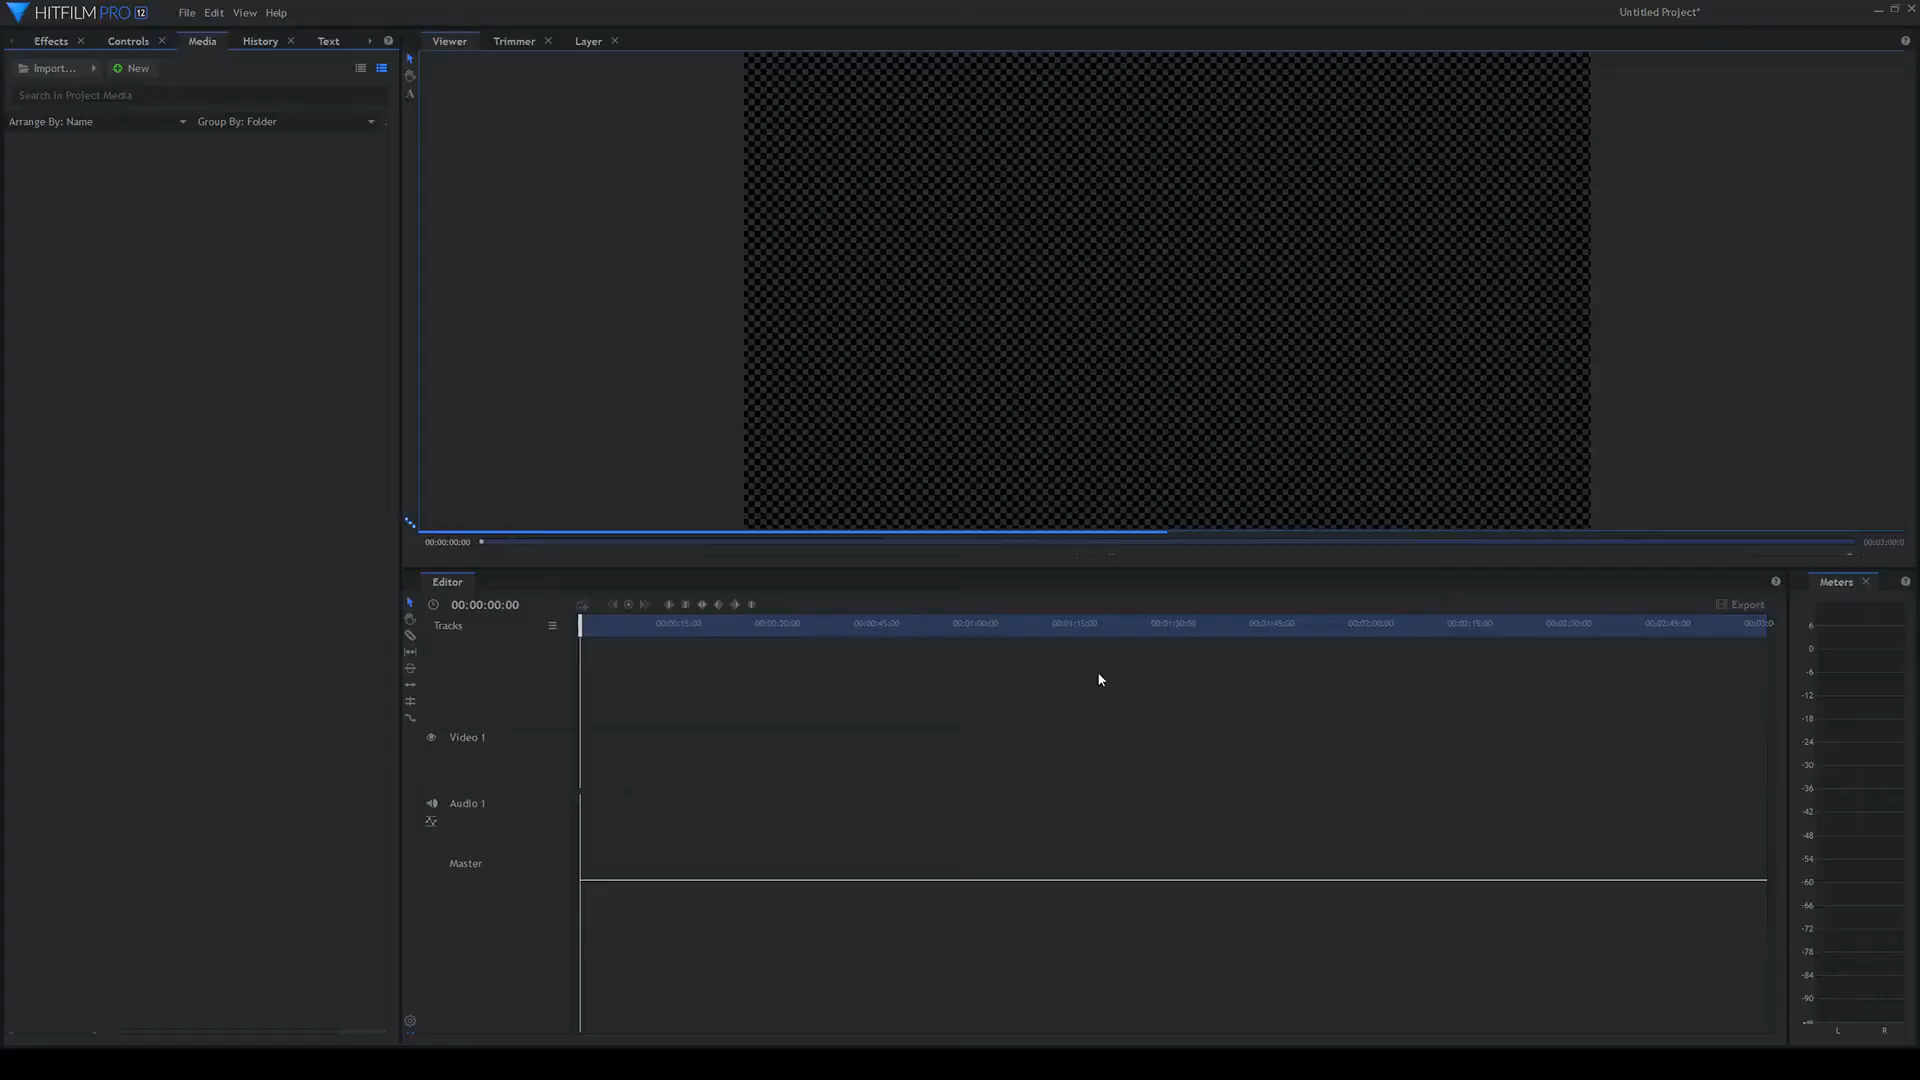 HITFILM PRO 12 File Edit View Help Untitled Project*
Effects Controls Media History Text Viewer Trimmer Layer
Import... New
Search in Project Media
A
Arrange By: Name Group By: Folder
00:00:00:00
Editor Meters
00:00:00:00 Export
Tracks 00:00:15:00 00:00:30:00 00:00:45:00 00:01:00:00 00:01:15:00 00:01:30:00 00:01:45:00 00:02:00:00 00:02:15:00 00:02:30:00 00:02:45:00
Video 1
Audio 1
Master
6
0
-6
-12
-18
-24
-30
-36
-42
-48
-54
-60
-66
-72
-78
-84
-90
-∞
L R